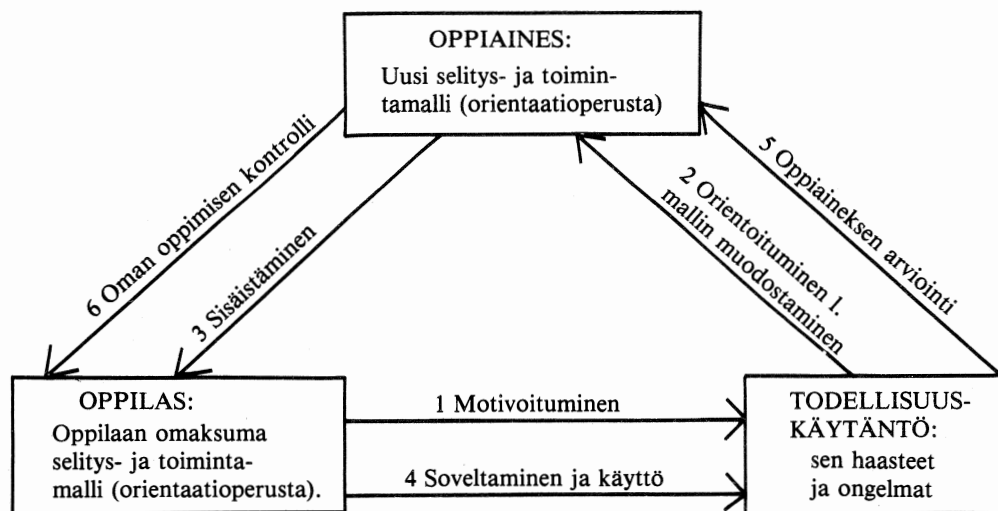 OPPIAINES:
Uusi selitys- ja toimin-
tamalli (orientaatioperusta)
6 Oman oppimisen kontrolli
3 Sisäistäminen
2 Orientoituminen l.
mallin muodostaminen
5 Oppiaineksen arviointi
OPPILAS:
Oppilaan omaksuma
selitys- ja toiminta-
malli (orientaatioperusta).
1 Motivoituminen
4 Soveltaminen ja käyttö
TODELLISUUS-
KÄYTÄNTÖ:
sen haasteet
ja ongelmat